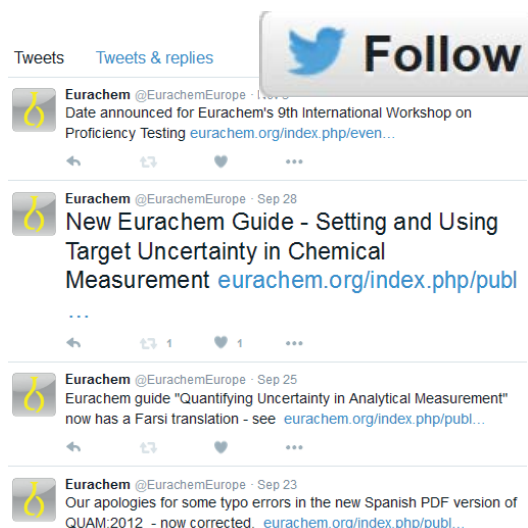 Follow
Tweets Tweets & replies
Eurachem @EurachemEurope ·
Date announced for Eurachem's 9th International Workshop on
Proficiency Testing eurachem.org/index.php/even…
Eurachem @EurachemEurope · Sep 28
New Eurachem Guide - Setting and Using
Target Uncertainty in Chemical
Measurement eurachem.org/index.php/publ
…
1 1
Eurachem @EurachemEurope · Sep 25
Eurachem guide "Quantifying Uncertainty in Analytical Measurement"
now has a Farsi translation - see eurachem.org/index.php/publ…
Eurachem @EurachemEurope · Sep 23
Our apologies for some typo errors in the new Spanish PDF version of
QUAM:2012 - now corrected. eurachem.org/index.php/publ…